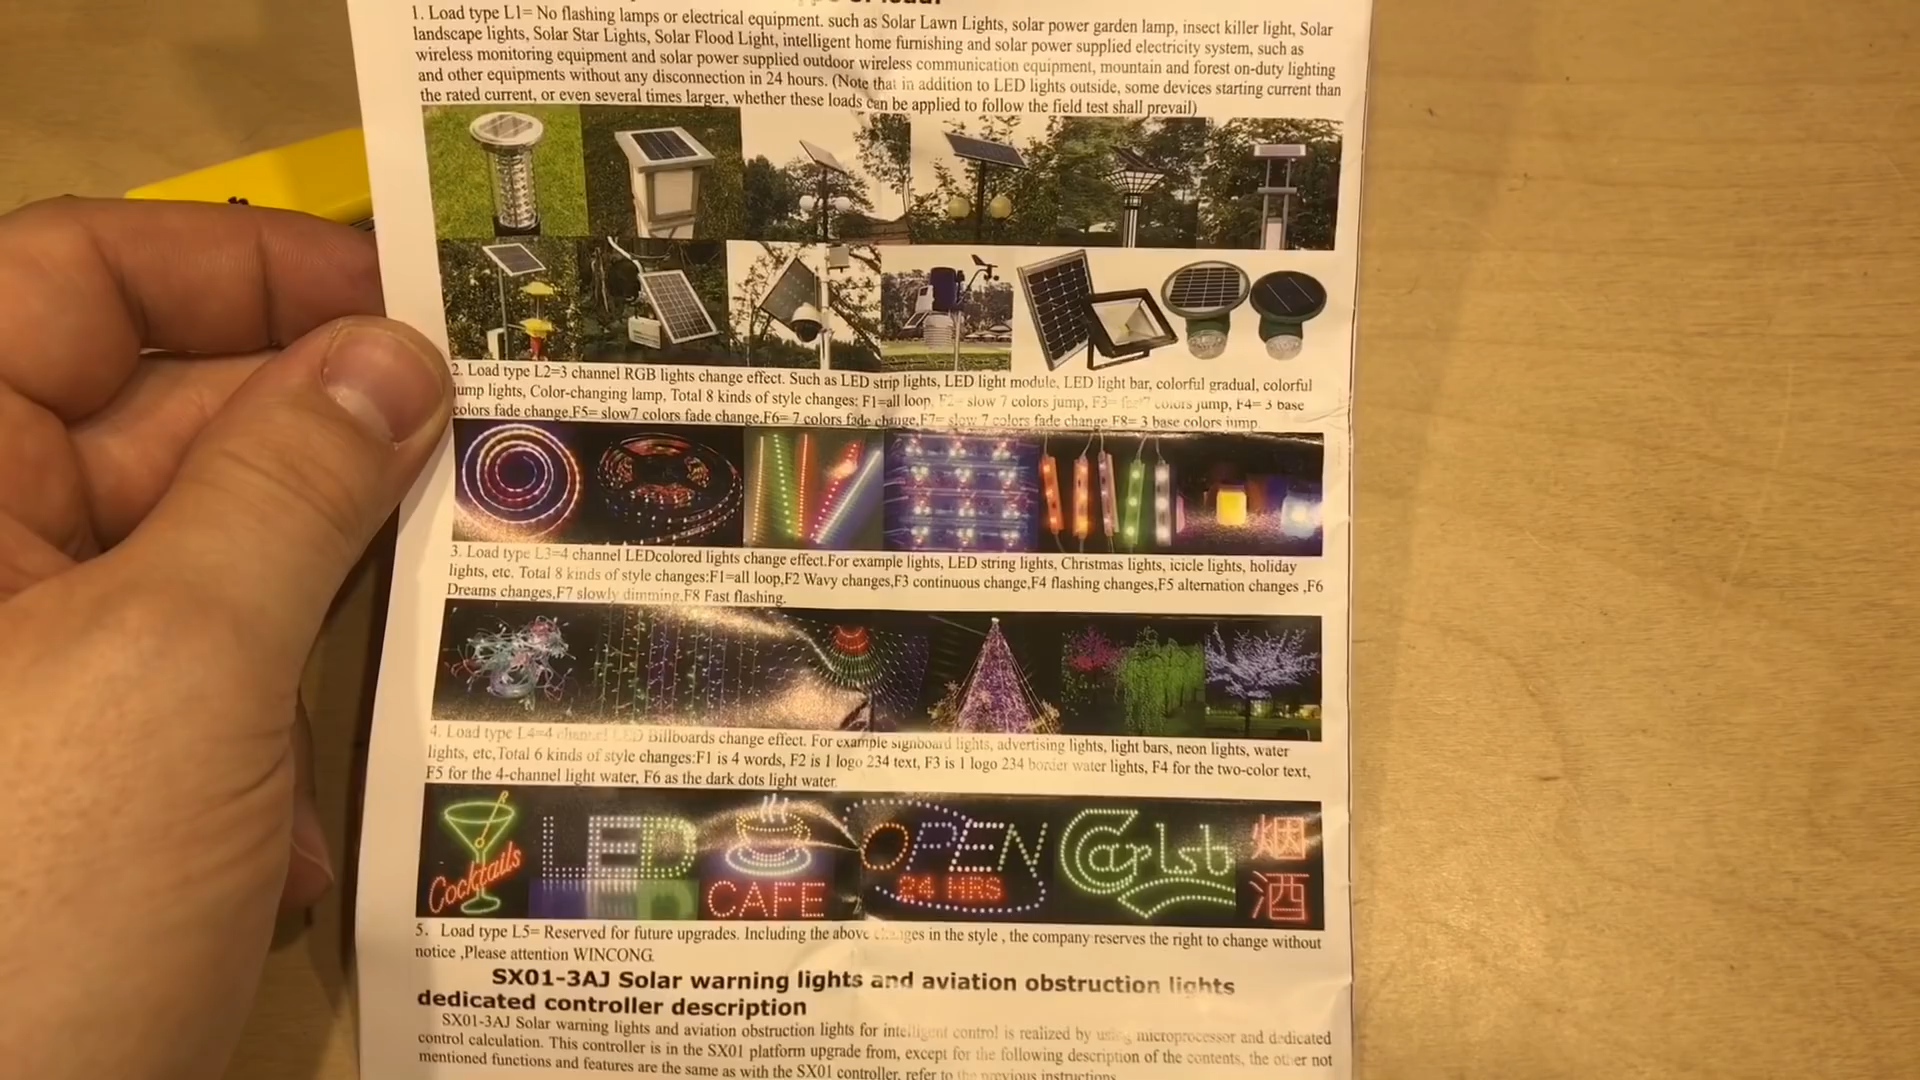 1. Load type L1= No flashing lamps or electrical equipment. such as Solar Lawn Lights, solar power garden lamp, insect killer light, Solar
landscape lights, Solar Star Lights, Solar Flood Light, intelligent home furnishing and solar power supplied electricity system, such as
wireless monitoring equipment and solar power supplied outdoor wireless communication equipment, mountain and forest on-duty lighting
and other equipments without any disconnection in 24 hours. (Note that in addition to LED lights outside, some devices starting current than
the rated current, or even several times larger, whether these loads can be applied to follow the field test shall prevail)
2. Load type L2=3 channel RGB lights change effect. Such as LED strip lights, LED light module, LED light bar, colorful gradual, colorful
jump lights, Color-changing lamp, Total 8 kinds of style changes: F1=all loop, F2= slow 7 colors jump, F3= fast7 colors jump, F4= 3 base
colors fade change,F5= slow7 colors fade change,F6= 7 colors fade change,F7= slow 7 colors fade change F8= 3 base colors jump
3. Load type L3=4 channel LEDcolored lights change effect.For example lights, LED string lights, Christmas lights, icicle lights, holiday
lights, etc. Total 8 kinds of style changes:F1=all loop,F2 Wavy changes,F3 continuous change,F4 flashing changes,F5 alternation changes ,F6
Dreams changes,F7 slowly dimming,F8 Fast flashing.
4. Load type L4=4 channel LED Billboards change effect. For example signboard lights, advertising lights, light bars, neon lights, water
lights, etc,Total 6 kinds of style changes:F1 is 4 words, F2 is 1 logo 234 text, F3 is 1 logo 234 border water lights, F4 for the two-color text,
F5 for the 4-channel light water, F6 as the dark dots light water.
Cocktails
LED
CAFE
OPEN
24 HRS
Carlsb
烟
酒
5. Load type L5= Reserved for future upgrades. Including the above changes in the style , the company reserves the right to change without
notice ,Please attention WINCONG.
SX01-3AJ Solar warning lights and aviation obstruction lights
dedicated controller description
SX01-3AJ Solar warning lights and aviation obstruction lights for intelligent control is realized by using microprocessor and dedicated
control calculation. This controller is in the SX01 platform upgrade from, except for the following description of the contents, the other not
mentioned functions and features are the same as with the SX01 controller, refer to the previous instructions